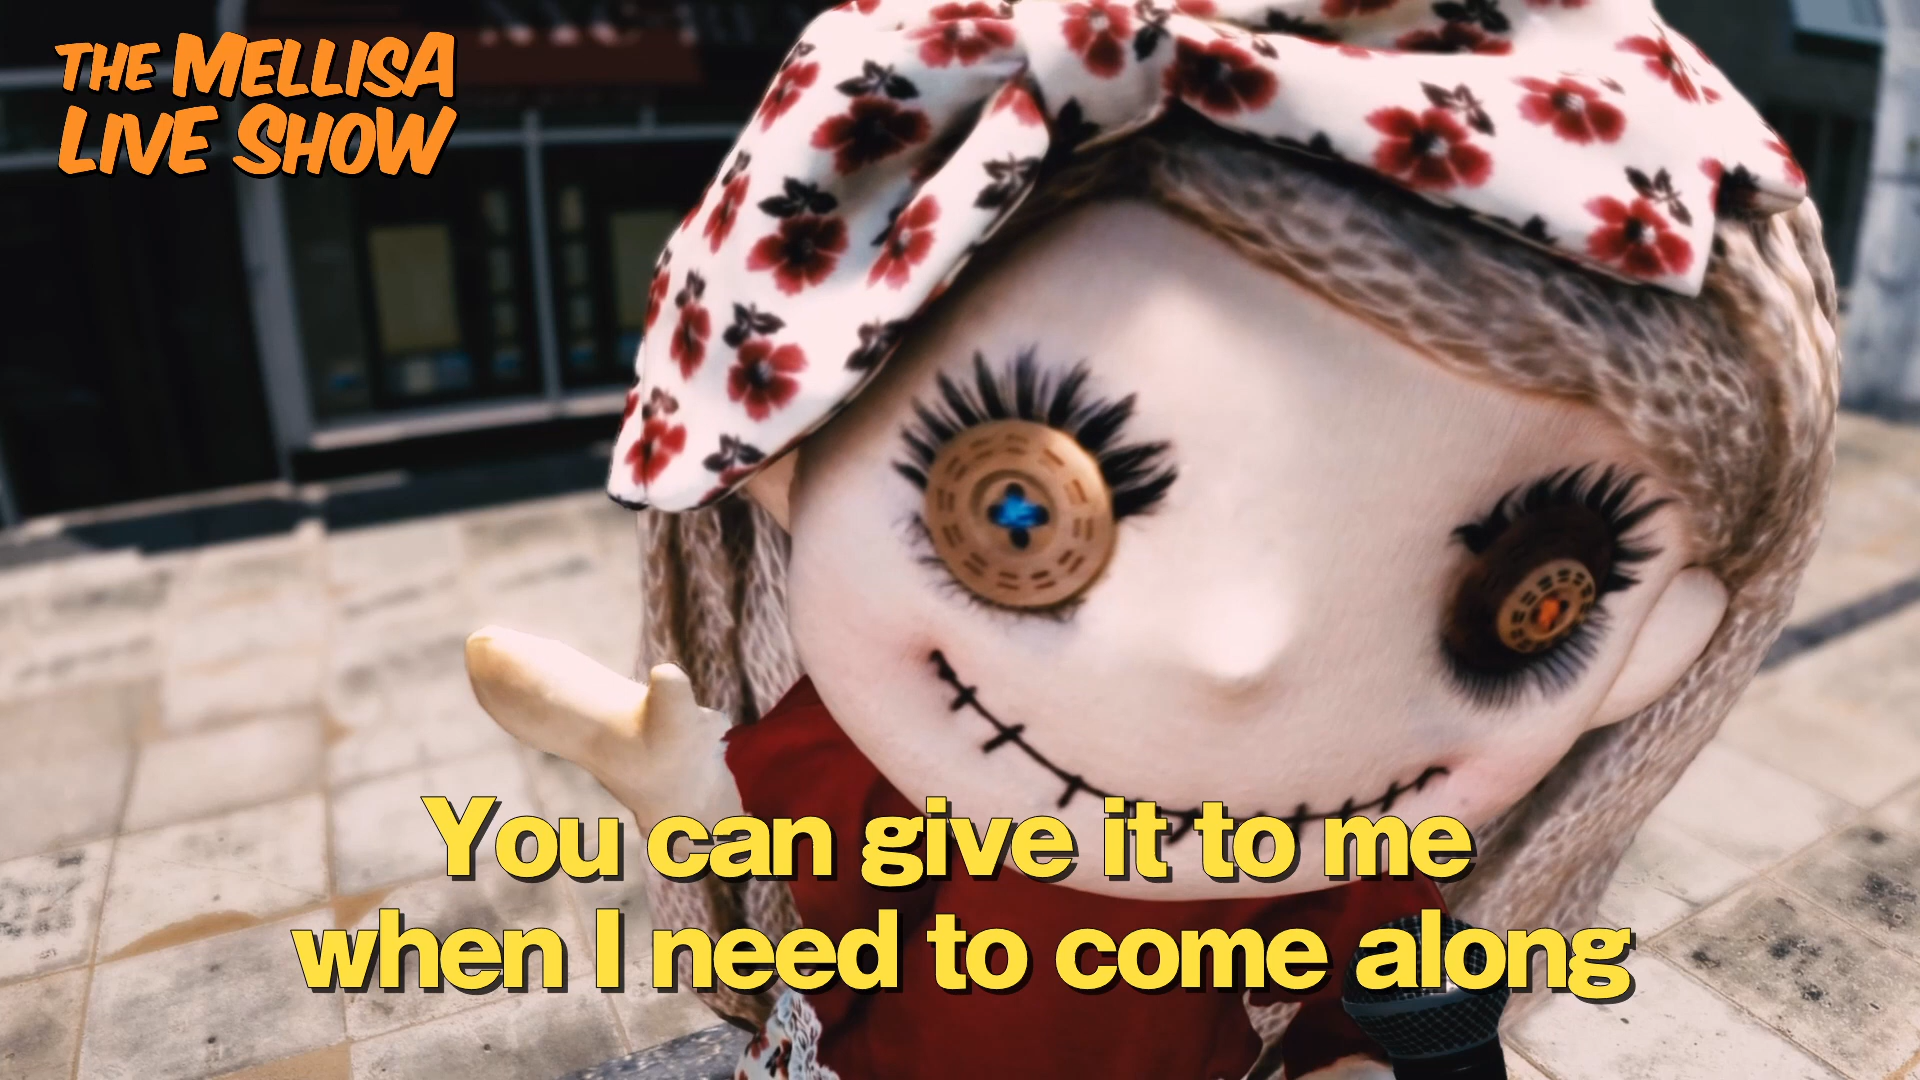 THE MELLISA
LIVE SHOW
You can give it to me
when I need to come along